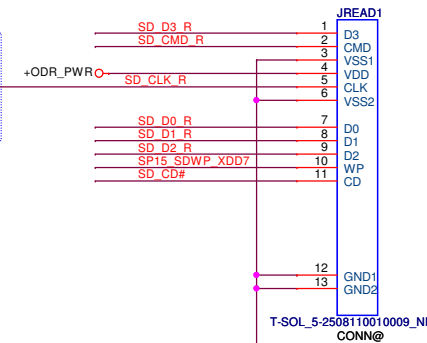 JREAD1
SD_D3_R 1 D3
SD_CMD_R 2 CMD
3 VSS1
+ODR_PWR 4 VDD
SD_CLK_R 5 CLK
6 VSS2
SD_D0_R 7 D0
SD_D1_R 8 D1
SD_D2_R 9 D2
SP15_SDWP_XDD7 10 WP
SD_CD# 11 CD
12 GND1
13 GND2
T-SOL_5-2508110010009_N
CONN@